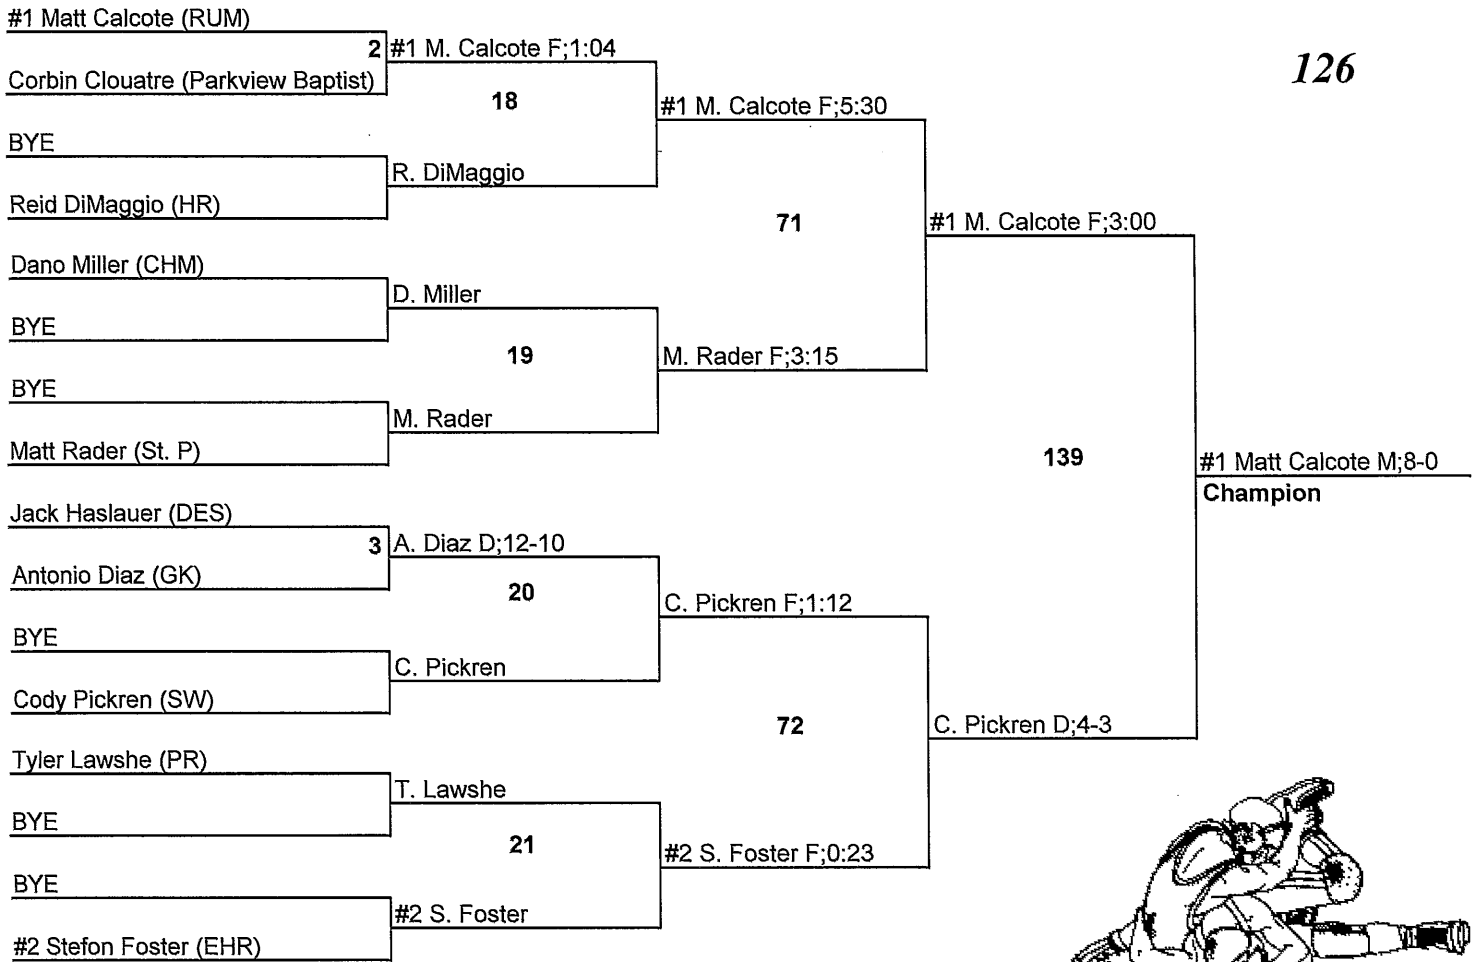 #1 Matt Calcote (RUM)
2 #1 M. Calcote F;1:04
126
Corbin Clouatre (Parkview Baptist)
18
#1 M. Calcote F;5:30
BYE
R. DiMaggio
Reid DiMaggio (HR)
71
#1 M. Calcote F;3:00
Dano Miller (CHM)
D. Miller
BYE
19
M. Rader F;3:15
BYE
M. Rader
Matt Rader (St. P)
139
#1 Matt Calcote M;8-0
Champion
Jack Haslauer (DES)
3 A. Diaz D;12-10
Antonio Diaz (GK)
20
C. Pickren F;1:12
BYE
C. Pickren
Cody Pickren (SW)
72
C. Pickren D;4-3
Tyler Lawshe (PR)
T. Lawshe
BYE
21
#2 S. Foster F;0:23
BYE
#2 S. Foster
#2 Stefon Foster (EHR)